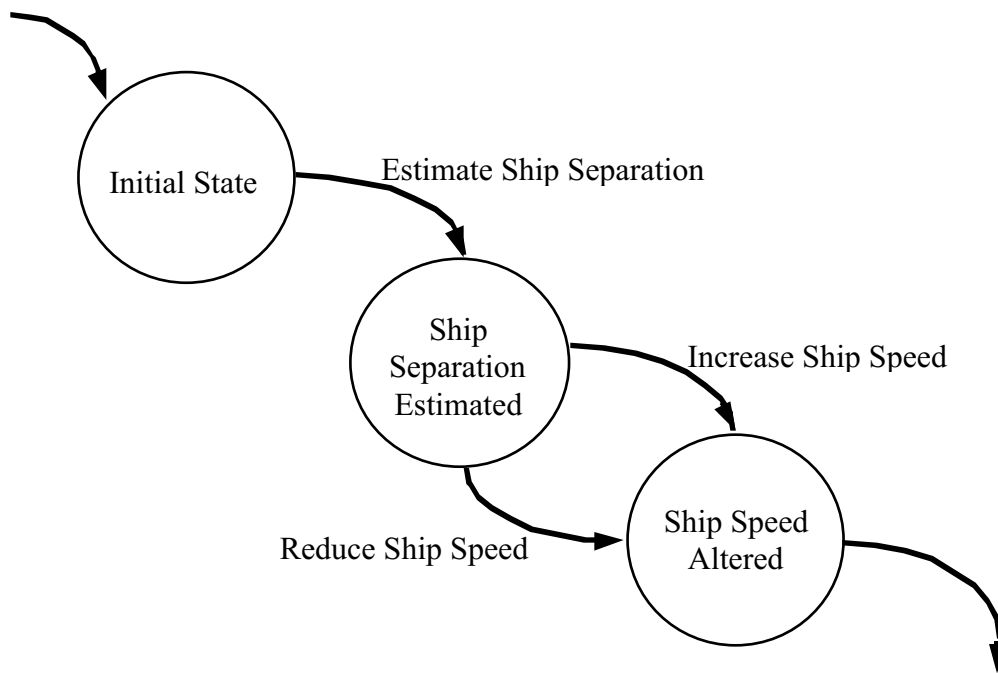 Estimate Ship Separation
Initial State
Ship
Separation
Estimated
Increase Ship Speed
Ship Speed
Altered
Reduce Ship Speed